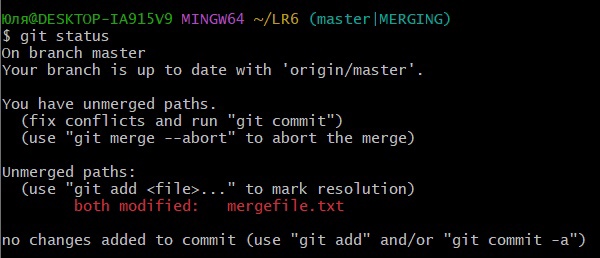 Юля@DESKTOP-IA915V9 MINGW64 ~/LR6 (master|MERGING)
$ git status
On branch master
Your branch is up to date with 'origin/master'.

You have unmerged paths.
  (fix conflicts and run "git commit")
  (use "git merge --abort" to abort the merge)

Unmerged paths:
  (use "git add <file>..." to mark resolution)
        both modified:   mergefile.txt

no changes added to commit (use "git add" and/or "git commit -a")